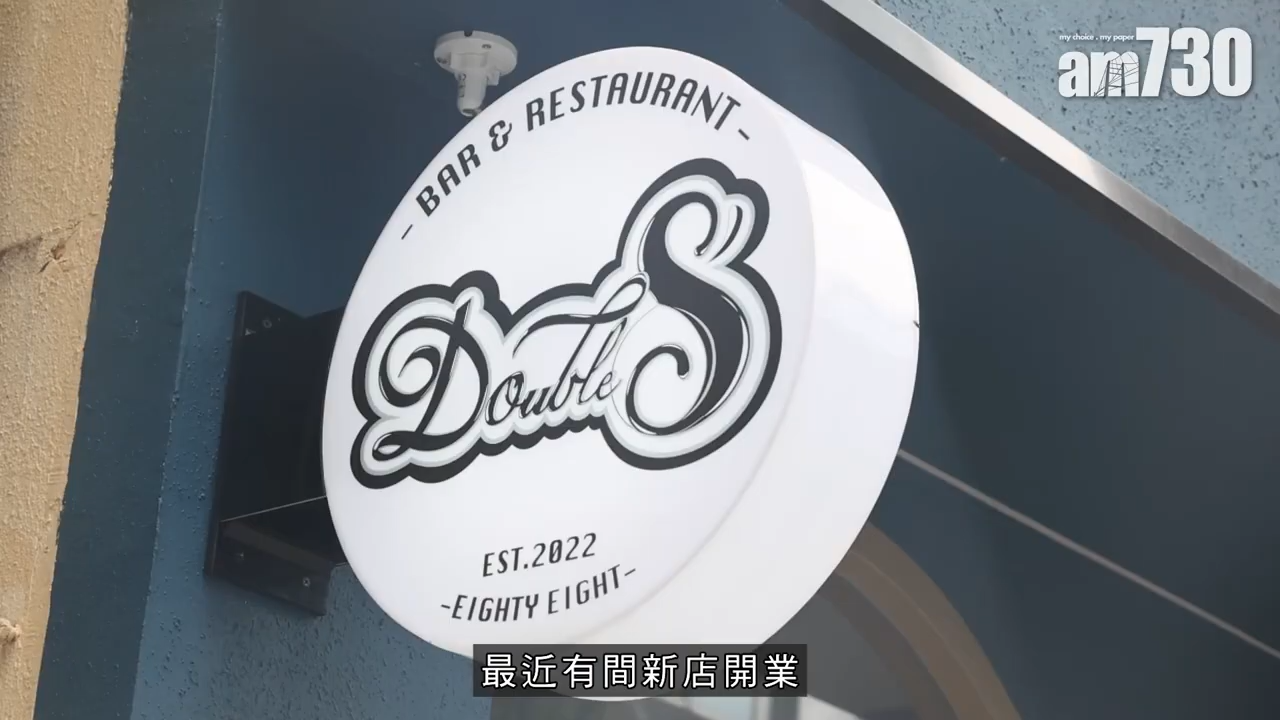 my choice . my paper
am730
- BAR & RESTAURANT -
Double S
EST.2022
-EIGHTY EIGHT-
最近有間新店開業